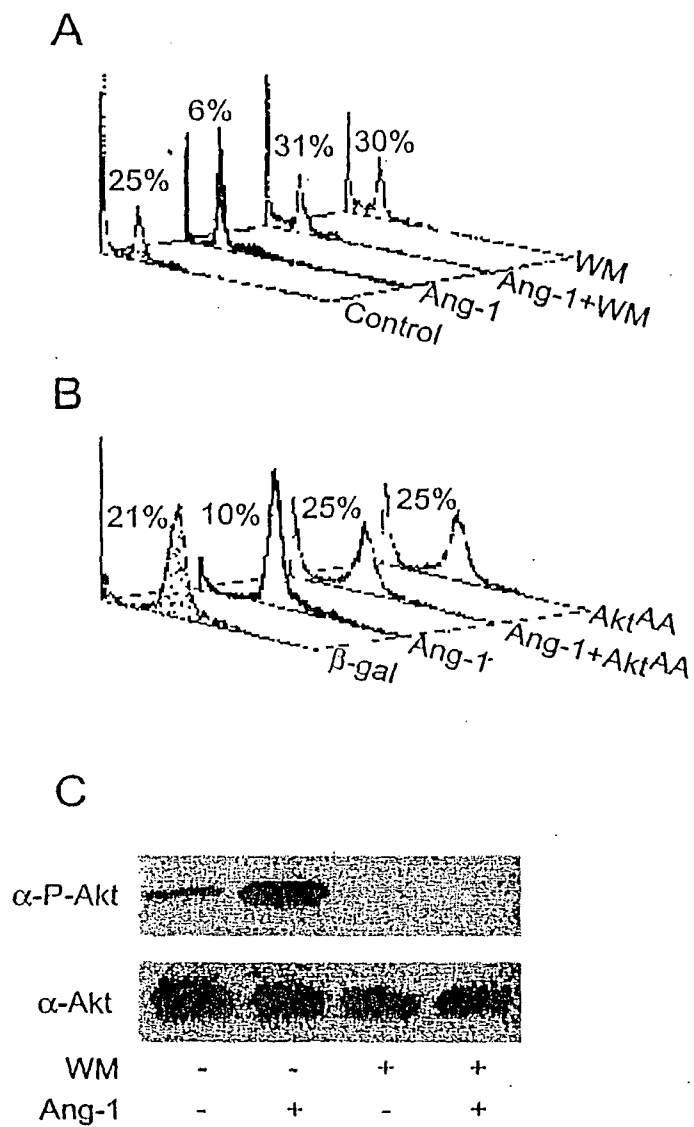 A
25%
6%
31%
30%
WM
Ang-1+WM
Ang-1
Control
B
21%
10%
25%
25%
AktAA
Ang-1+AktAA
Ang-1
β-gal
C
α-P-Akt
α-Akt
WM - - + +
Ang-1 - + - +